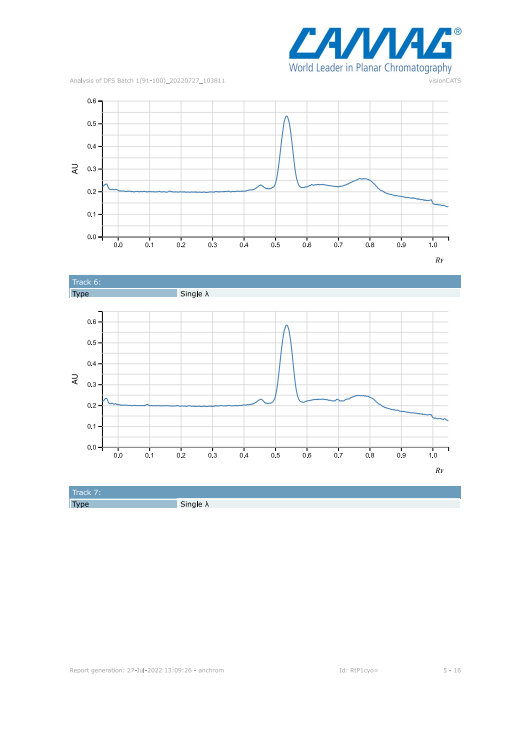 CAMAG®
World Leader in Planar Chromatography
Analysis of DFS Batch 1(91-100)_20220727_103811 visionCATS
0.6
0.5
0.4
0.3
AU
0.2
0.1
0.0
0.0 0.1 0.2 0.3 0.4 0.5 0.6 0.7 0.8 0.9 1.0
RF
Track 6:
Type Single λ
0.6
0.5
0.4
AU
0.3
0.2
0.1
0.0
0.0 0.1 0.2 0.3 0.4 0.5 0.6 0.7 0.8 0.9 1.0
RF
Track 7:
Type Single λ
Report generation: 27-Jul-2022 13:09:26 - anchrom Id: RtP1cyo= 5 - 16